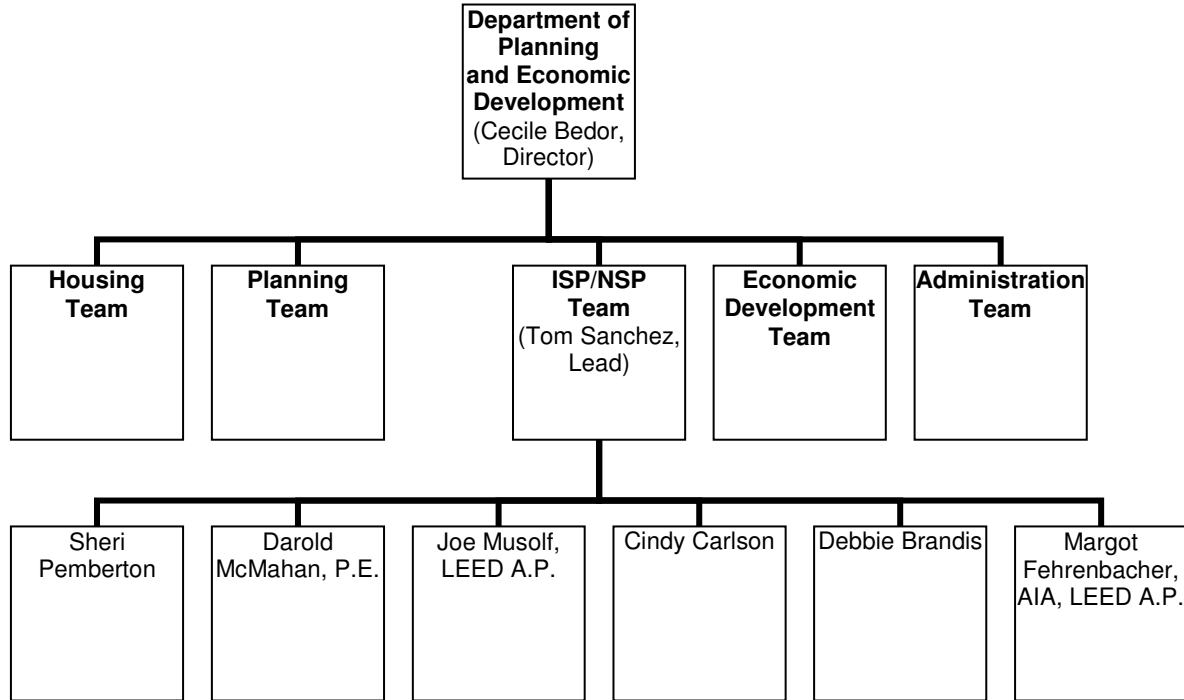 Department of
Planning
and Economic
Development
(Cecile Bedor,
Director)
Housing
Team
Planning
Team
ISP/NSP
Team
(Tom Sanchez,
Lead)
Economic
Development
Team
Administration
Team
Sheri
Pemberton
Darold
McMahan, P.E.
Joe Musolf,
LEED A.P.
Cindy Carlson
Debbie Brandis
Margot
Fehrenbacher,
AIA, LEED A.P.